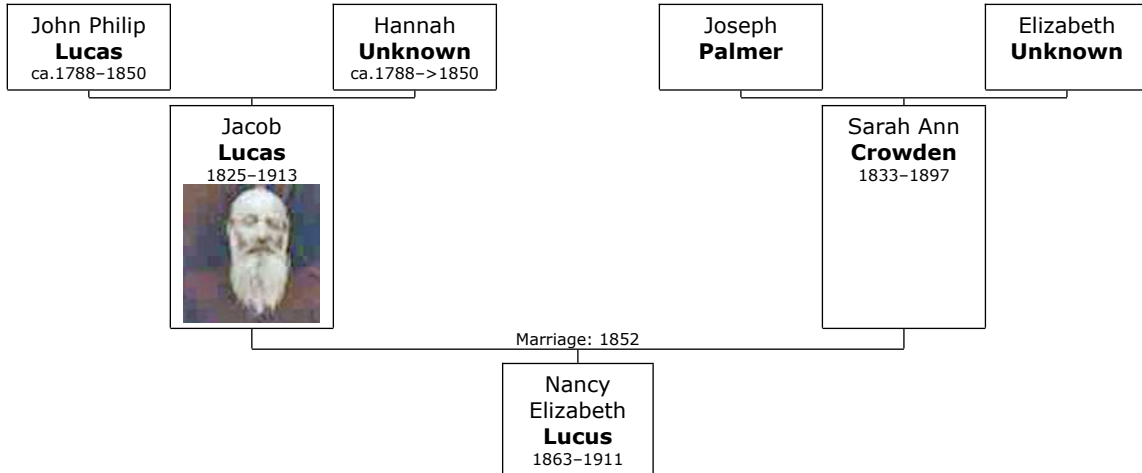 John Philip
Lucas
ca.1788–1850
Hannah
Unknown
ca.1788–>1850
Joseph
Palmer
Elizabeth
Unknown
Jacob
Lucas
1825–1913
Sarah Ann
Crowden
1833–1897
Marriage: 1852
Nancy
Elizabeth
Lucus
1863–1911